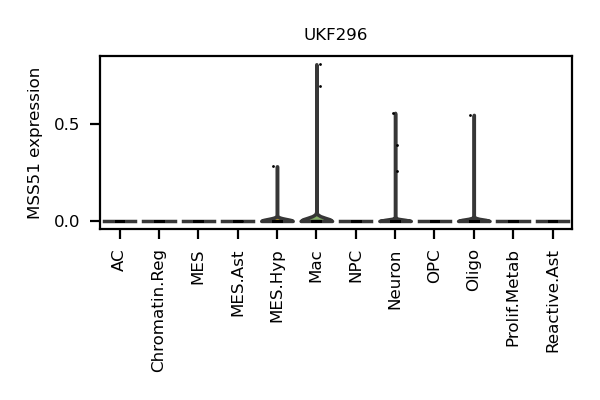 UKF296
MSS51 expression
0.5
0.0
AC
Chromatin.Reg
MES
MES.Ast
MES.Hyp
Mac
NPC
Neuron
OPC
Oligo
Prolif.Metab
Reactive.Ast